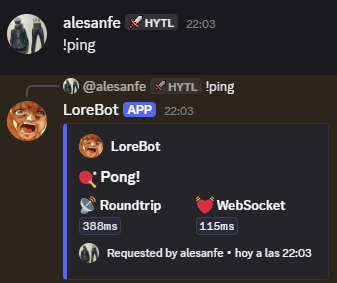 alesanfe HYTL 22:03
!ping
@alesanfe HYTL !ping
LoreBot APP 22:03
LoreBot
Pong!
Roundtrip WebSocket
388ms 115ms
Requested by alesanfe • hoy a las 22:03